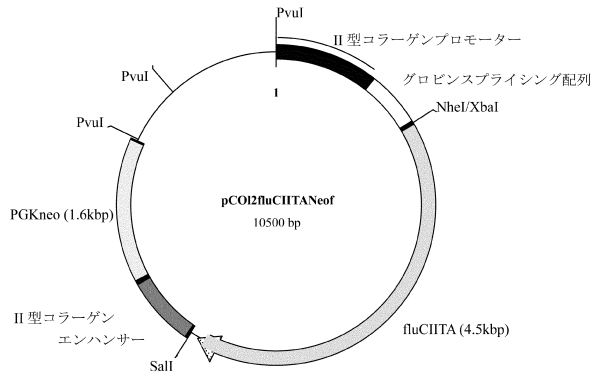 PvuI
II 型コラーゲンプロモーター
グロビンスプライシング配列
PvuI
1
NheI/XbaI
PvuI
pCOl2fluCIITANeof
10500 bp
PGKneo (1.6kbp)
II 型コラーゲン
エンハンサー
fluCIITA (4.5kbp)
SalI